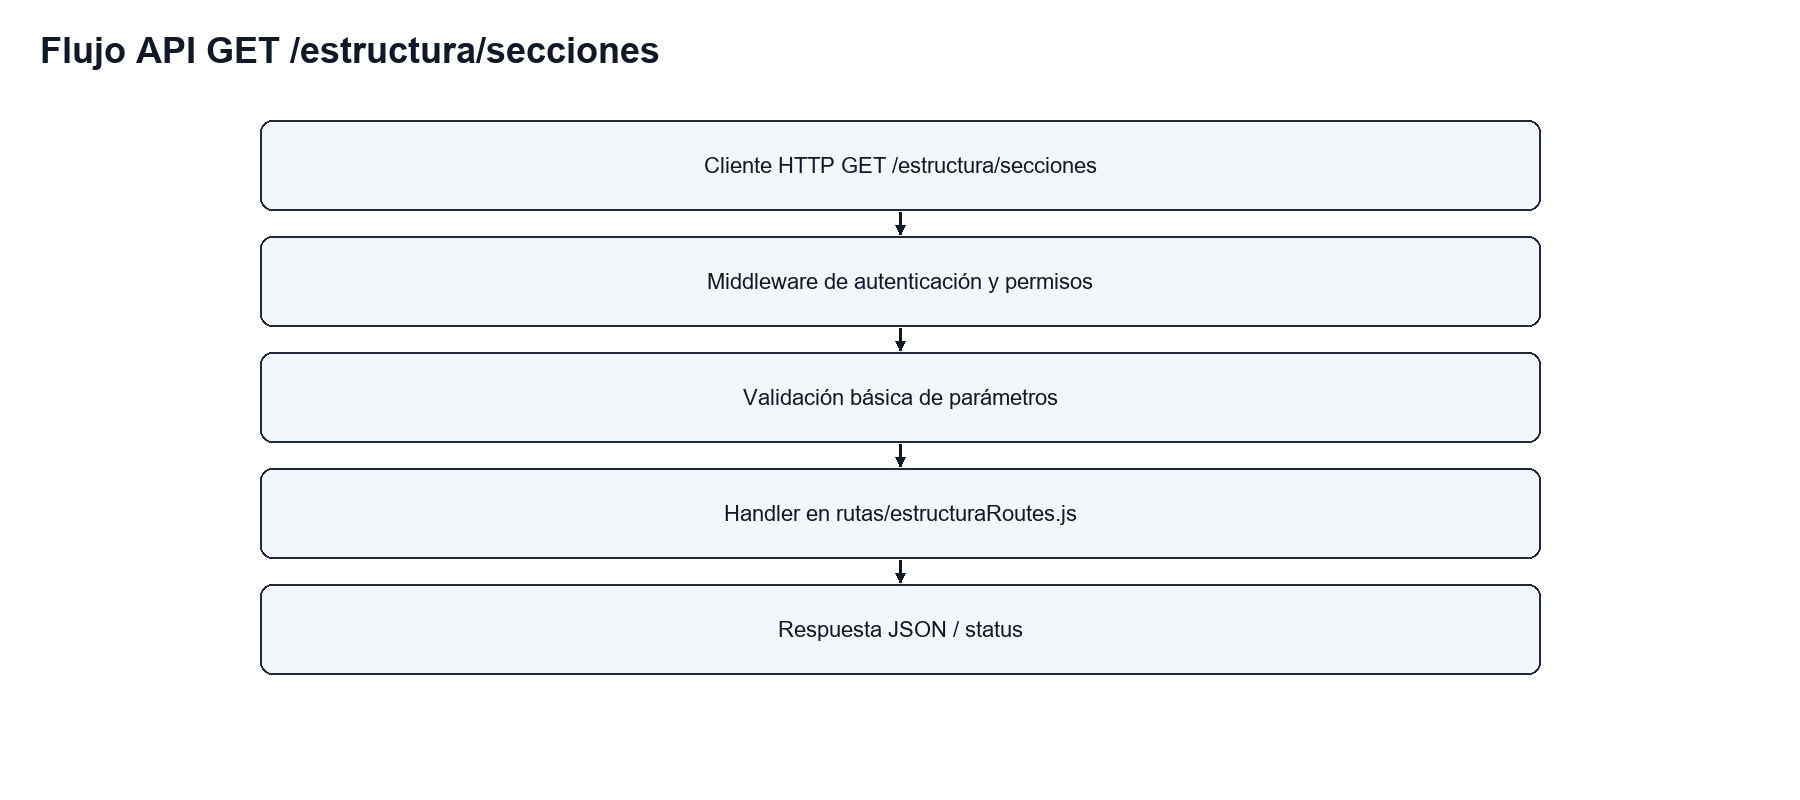 Flujo API GET /estructura/secciones
Cliente HTTP GET /estructura/secciones
Middleware de autenticación y permisos
Validación básica de parámetros
Handler en rutas/estructuraRoutes.js
Respuesta JSON / status